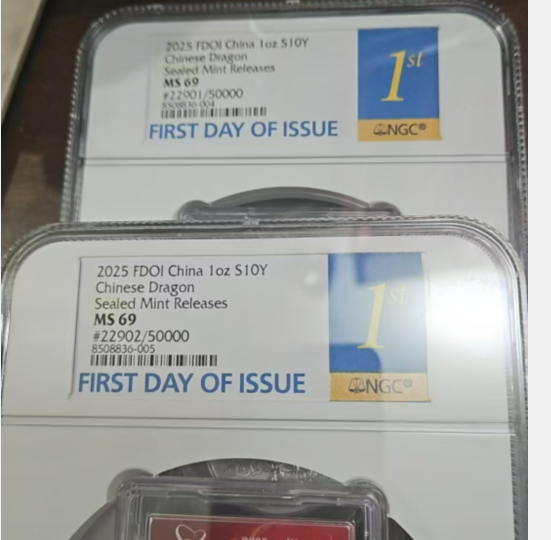 2025 FDOI China 1oz S10Y
Chinese Dragon
Sealed Mint Releases
MS 69
#22901/50000
8508836-004
FIRST DAY OF ISSUE
1st
NGC®
2025 FDOI China 1oz S10Y
Chinese Dragon
Sealed Mint Releases
MS 69
#22902/50000
8508836-005
FIRST DAY OF ISSUE
1st
NGC®